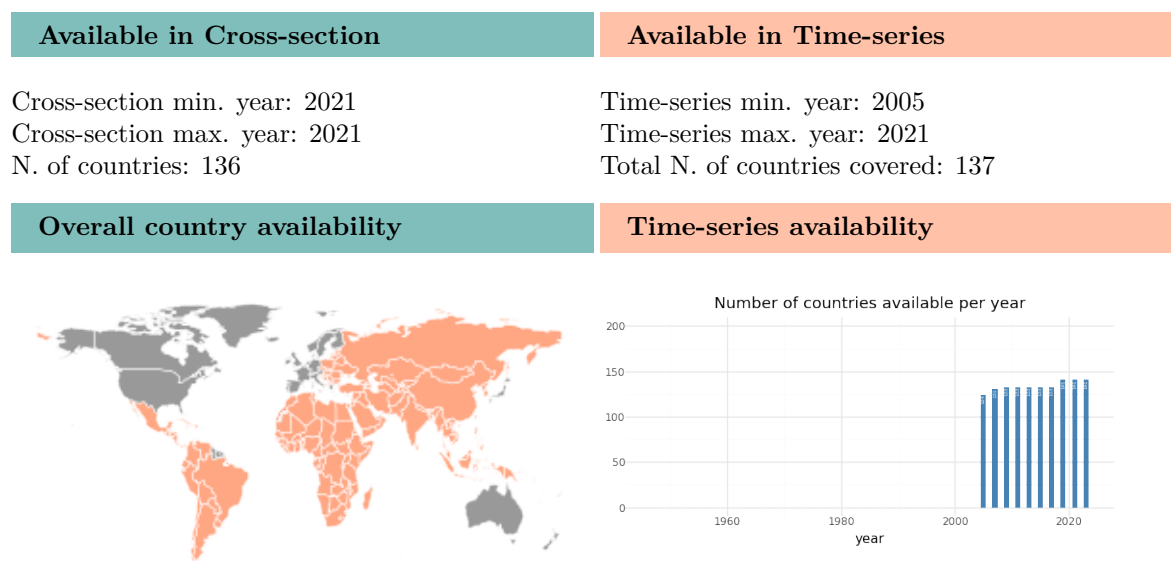 Available in Cross-section
Available in Time-series
Cross-section min. year: 2021
Cross-section max. year: 2021
N. of countries: 136
Time-series min. year: 2005
Time-series max. year: 2021
Total N. of countries covered: 137
Overall country availability
Time-series availability
Number of countries available per year
200
150
100
50
0
1960 1980 2000 2020
year